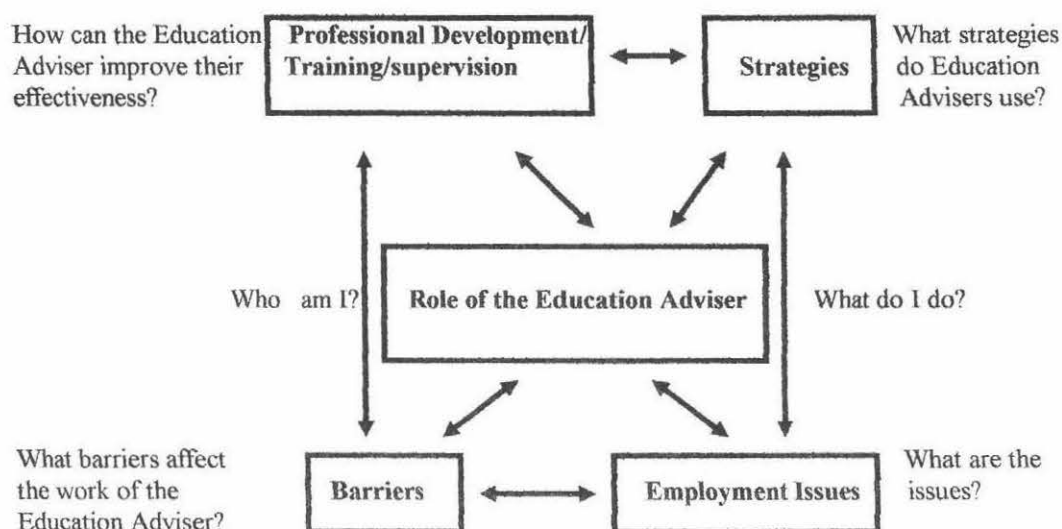 How can the Education
Adviser improve their
effectiveness?
Professional Development/
Training/supervision
Strategies
What strategies
do Education
Advisers use?
Who am I?
Role of the Education Adviser
What do I do?
What barriers affect
the work of the
Education Adviser?
Barriers
Employment Issues
What are the
issues?